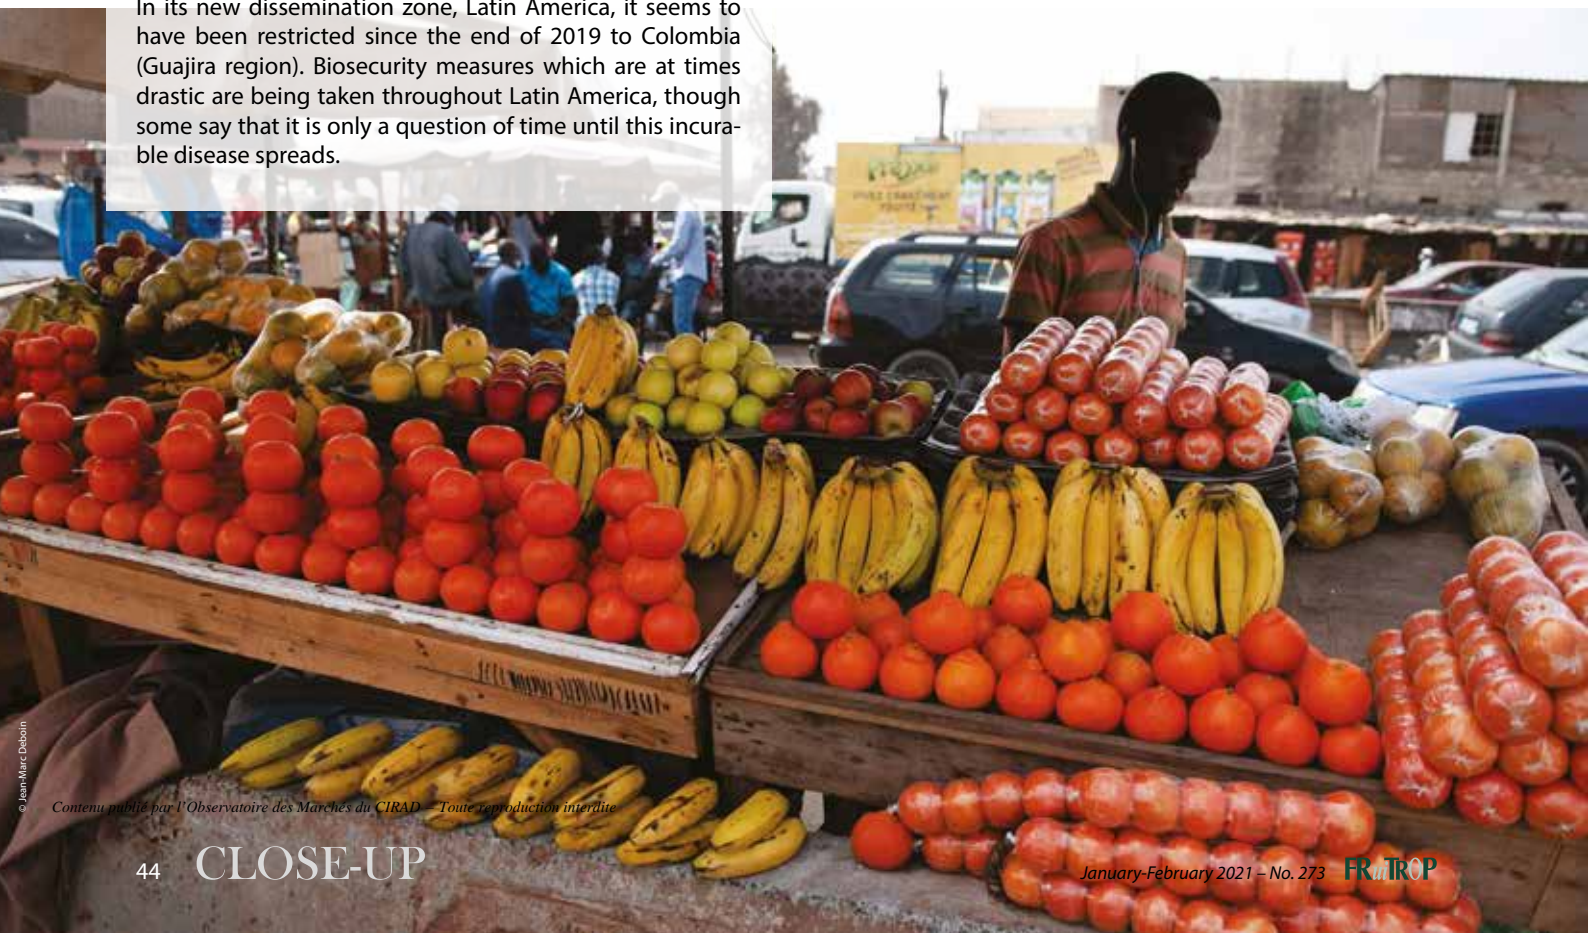 In its new dissemination zone, Latin America, it seems to
have been restricted since the end of 2019 to Colombia
(Guajira region). Biosecurity measures which are at times
drastic are being taken throughout Latin America, though
some say that it is only a question of time until this incura-
ble disease spreads.
© Jean-Marc Deboin
Contenu publié par l'Observatoire des Marchés du CIRAD – Toute reproduction interdite
44 CLOSE-UP
January-February 2021 – No. 273 FRuiTROP